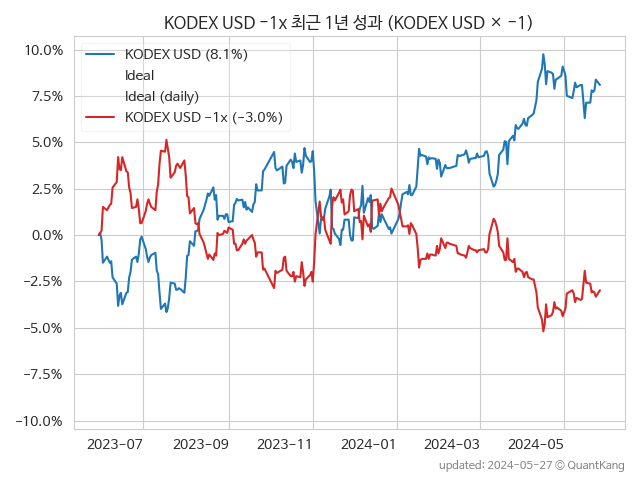 KODEX USD −1x 최근 1년 성과 (KODEX USD × −1)
KODEX USD (8.1%)
Ideal
Ideal (daily)
KODEX USD −1x (−3.0%)
10.0%
7.5%
5.0%
2.5%
0.0%
−2.5%
−5.0%
−7.5%
−10.0%
2023−07 2023−09 2023−11 2024−01 2024−03 2024−05
updated: 2024−05−27 © QuantKang